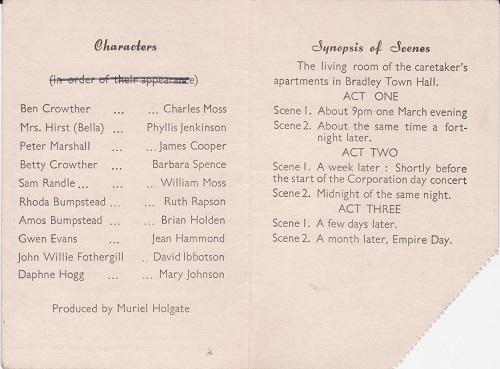 Characters
(in order of their appearance)
Ben Crowther ... ... Charles Moss
Mrs. Hirst (Bella) ... Phyllis Jenkinson
Peter Marshall ... ... James Cooper
Betty Crowther ... Barbara Spence
Sam Randle ... ... William Moss
Rhoda Bumpstead ... ... Ruth Rapson
Amos Bumpstead ... Brian Holden
Gwen Evans ... Jean Hammond
John Willie Fothergill .. David Ibbotson
Daphne Hogg ... ... Mary Johnson
Produced by Muriel Holgate
Synopsis of Scenes
The living room of the caretaker's
apartments in Bradley Town Hall.
ACT ONE
Scene 1. About 9pm one March evening
Scene 2. About the same time a fort-
night later.
ACT TWO
Scene 1. A week later : Shortly before
the start of the Corporation day concert
Scene 2. Midnight of the same night.
ACT THREE
Scene 1. A few days later.
Scene 2. A month later, Empire Day.